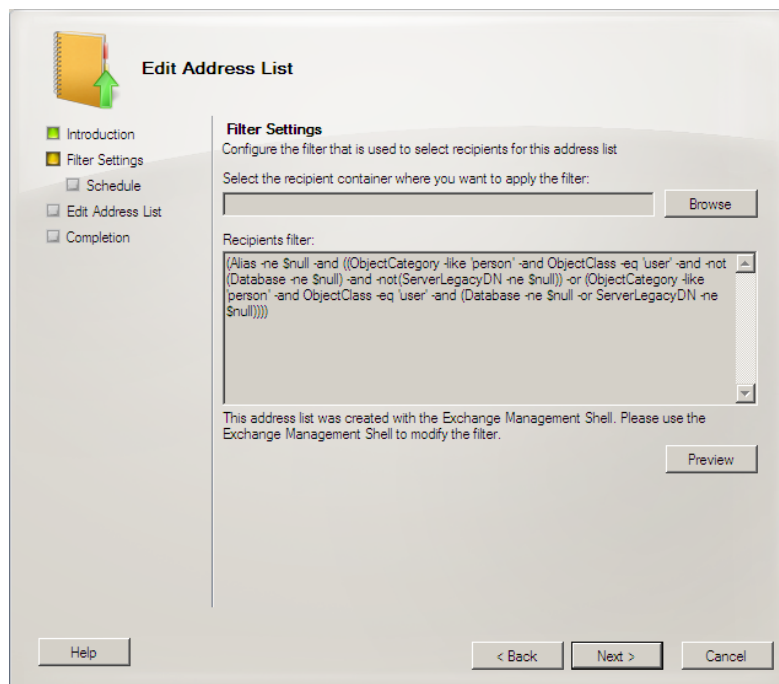 Edit Address List
Introduction
Filter Settings
Schedule
Edit Address List
Completion
Filter Settings
Configure the filter that is used to select recipients for this address list
Select the recipient container where you want to apply the filter:
Browse
Recipients filter:
(Alias -ne $null -and ((ObjectCategory -like 'person' -and ObjectClass -eq 'user' -and -not
(Database -ne $null) -and -not(ServerLegacyDN -ne $null)) -or (ObjectCategory -like
'person' -and ObjectClass -eq 'user' -and (Database -ne $null -or ServerLegacyDN -ne
$null))))
This address list was created with the Exchange Management Shell. Please use the
Exchange Management Shell to modify the filter.
Preview
Help
< Back
Next >
Cancel